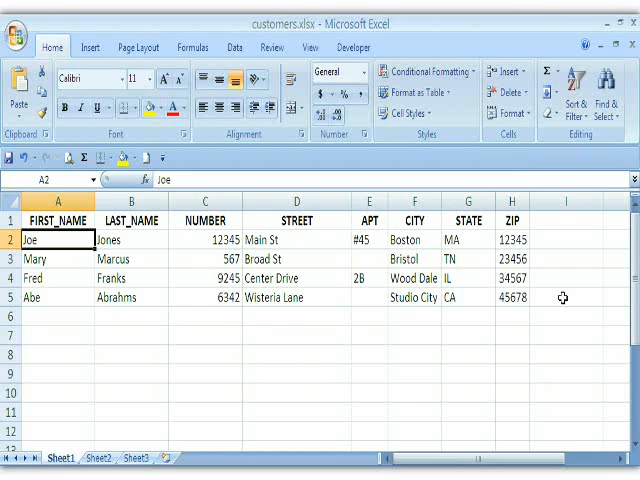 customers.xlsx - Microsoft Excel
Home Insert Page Layout Formulas Data Review View Developer
Calibri 11 A A General Conditional Formatting Insert Σ
Paste B I U A $ % , Format as Table Delete Sort & Filter Find & Select
Cell Styles Format
Clipboard Font Alignment Number Styles Cells Editing
A2 fx Joe
A B C D E F G H I
1 FIRST_NAME LAST_NAME NUMBER STREET APT CITY STATE ZIP
2 Joe Jones 12345 Main St #45 Boston MA 12345
3 Mary Marcus 567 Broad St Bristol TN 23456
4 Fred Franks 9245 Center Drive 2B Wood Dale IL 34567
5 Abe Abrahms 6342 Wisteria Lane Studio City CA 45678
6
7
8
9
10
11
12
13
Sheet1 Sheet2 Sheet3